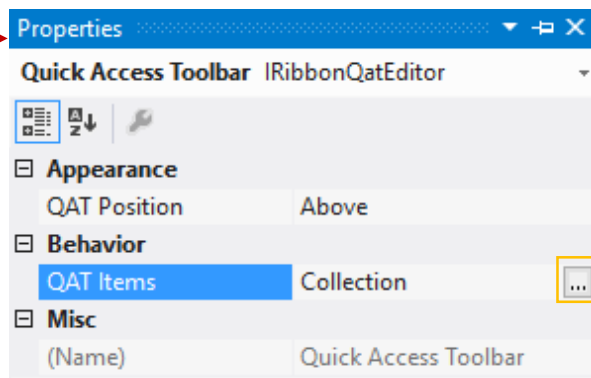 Properties
Quick Access Toolbar IRibbonQatEditor
Appearance
QAT Position Above
Behavior
QAT Items Collection ...
Misc
(Name) Quick Access Toolbar